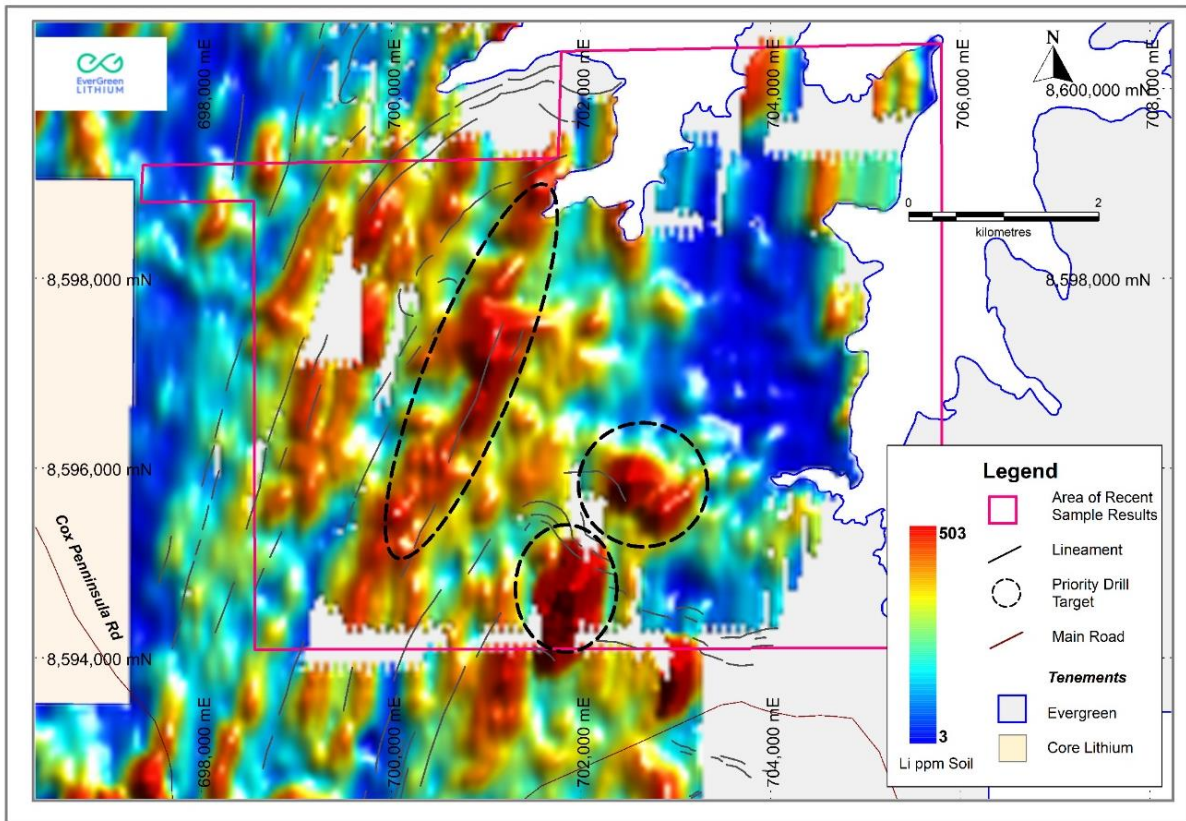 EverGreen
LITHIUM
698,000 mE
700,000 mE
702,000 mE
704,000 mE
706,000 mE
708,000 mE
N
8,600,000 mN
0
2
kilometres
8,598,000 mN
8,598,000 mN
8,596,000 mN
8,594,000 mN
Cox Penninsula Rd
698,000 mE
700,000 mE
702,000 mE
704,000 mE
Legend
503
3
Li ppm Soil
Area of Recent
Sample Results
Lineament
Priority Drill
Target
Main Road
Tenements
Evergreen
Core Lithium